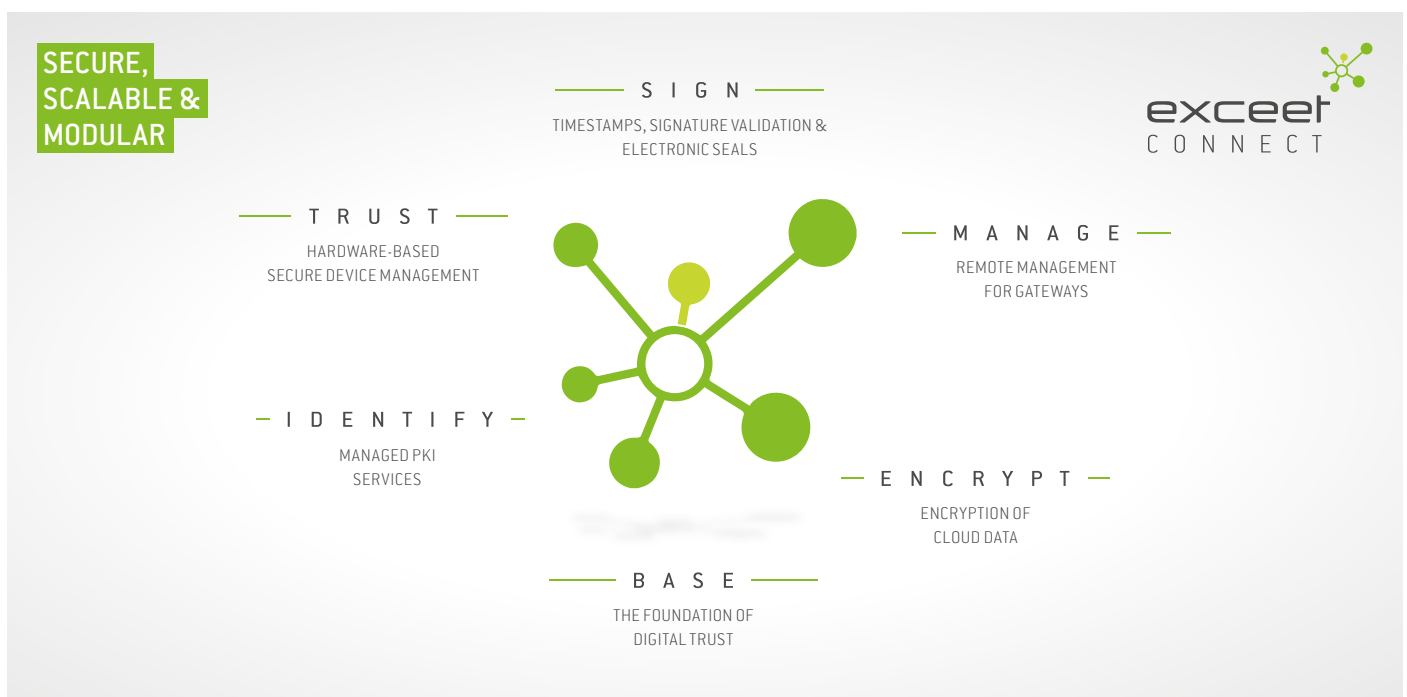 SECURE,
SCALABLE &
MODULAR
exceet
CONNECT
SIGN
TIMESTAMPS, SIGNATURE VALIDATION &
ELECTRONIC SEALS
TRUST
HARDWARE-BASED
SECURE DEVICE MANAGEMENT
MANAGE
REMOTE MANAGEMENT
FOR GATEWAYS
IDENTIFY
MANAGED PKI
SERVICES
ENCRYPT
ENCRYPTION OF
CLOUD DATA
BASE
THE FOUNDATION OF
DIGITAL TRUST